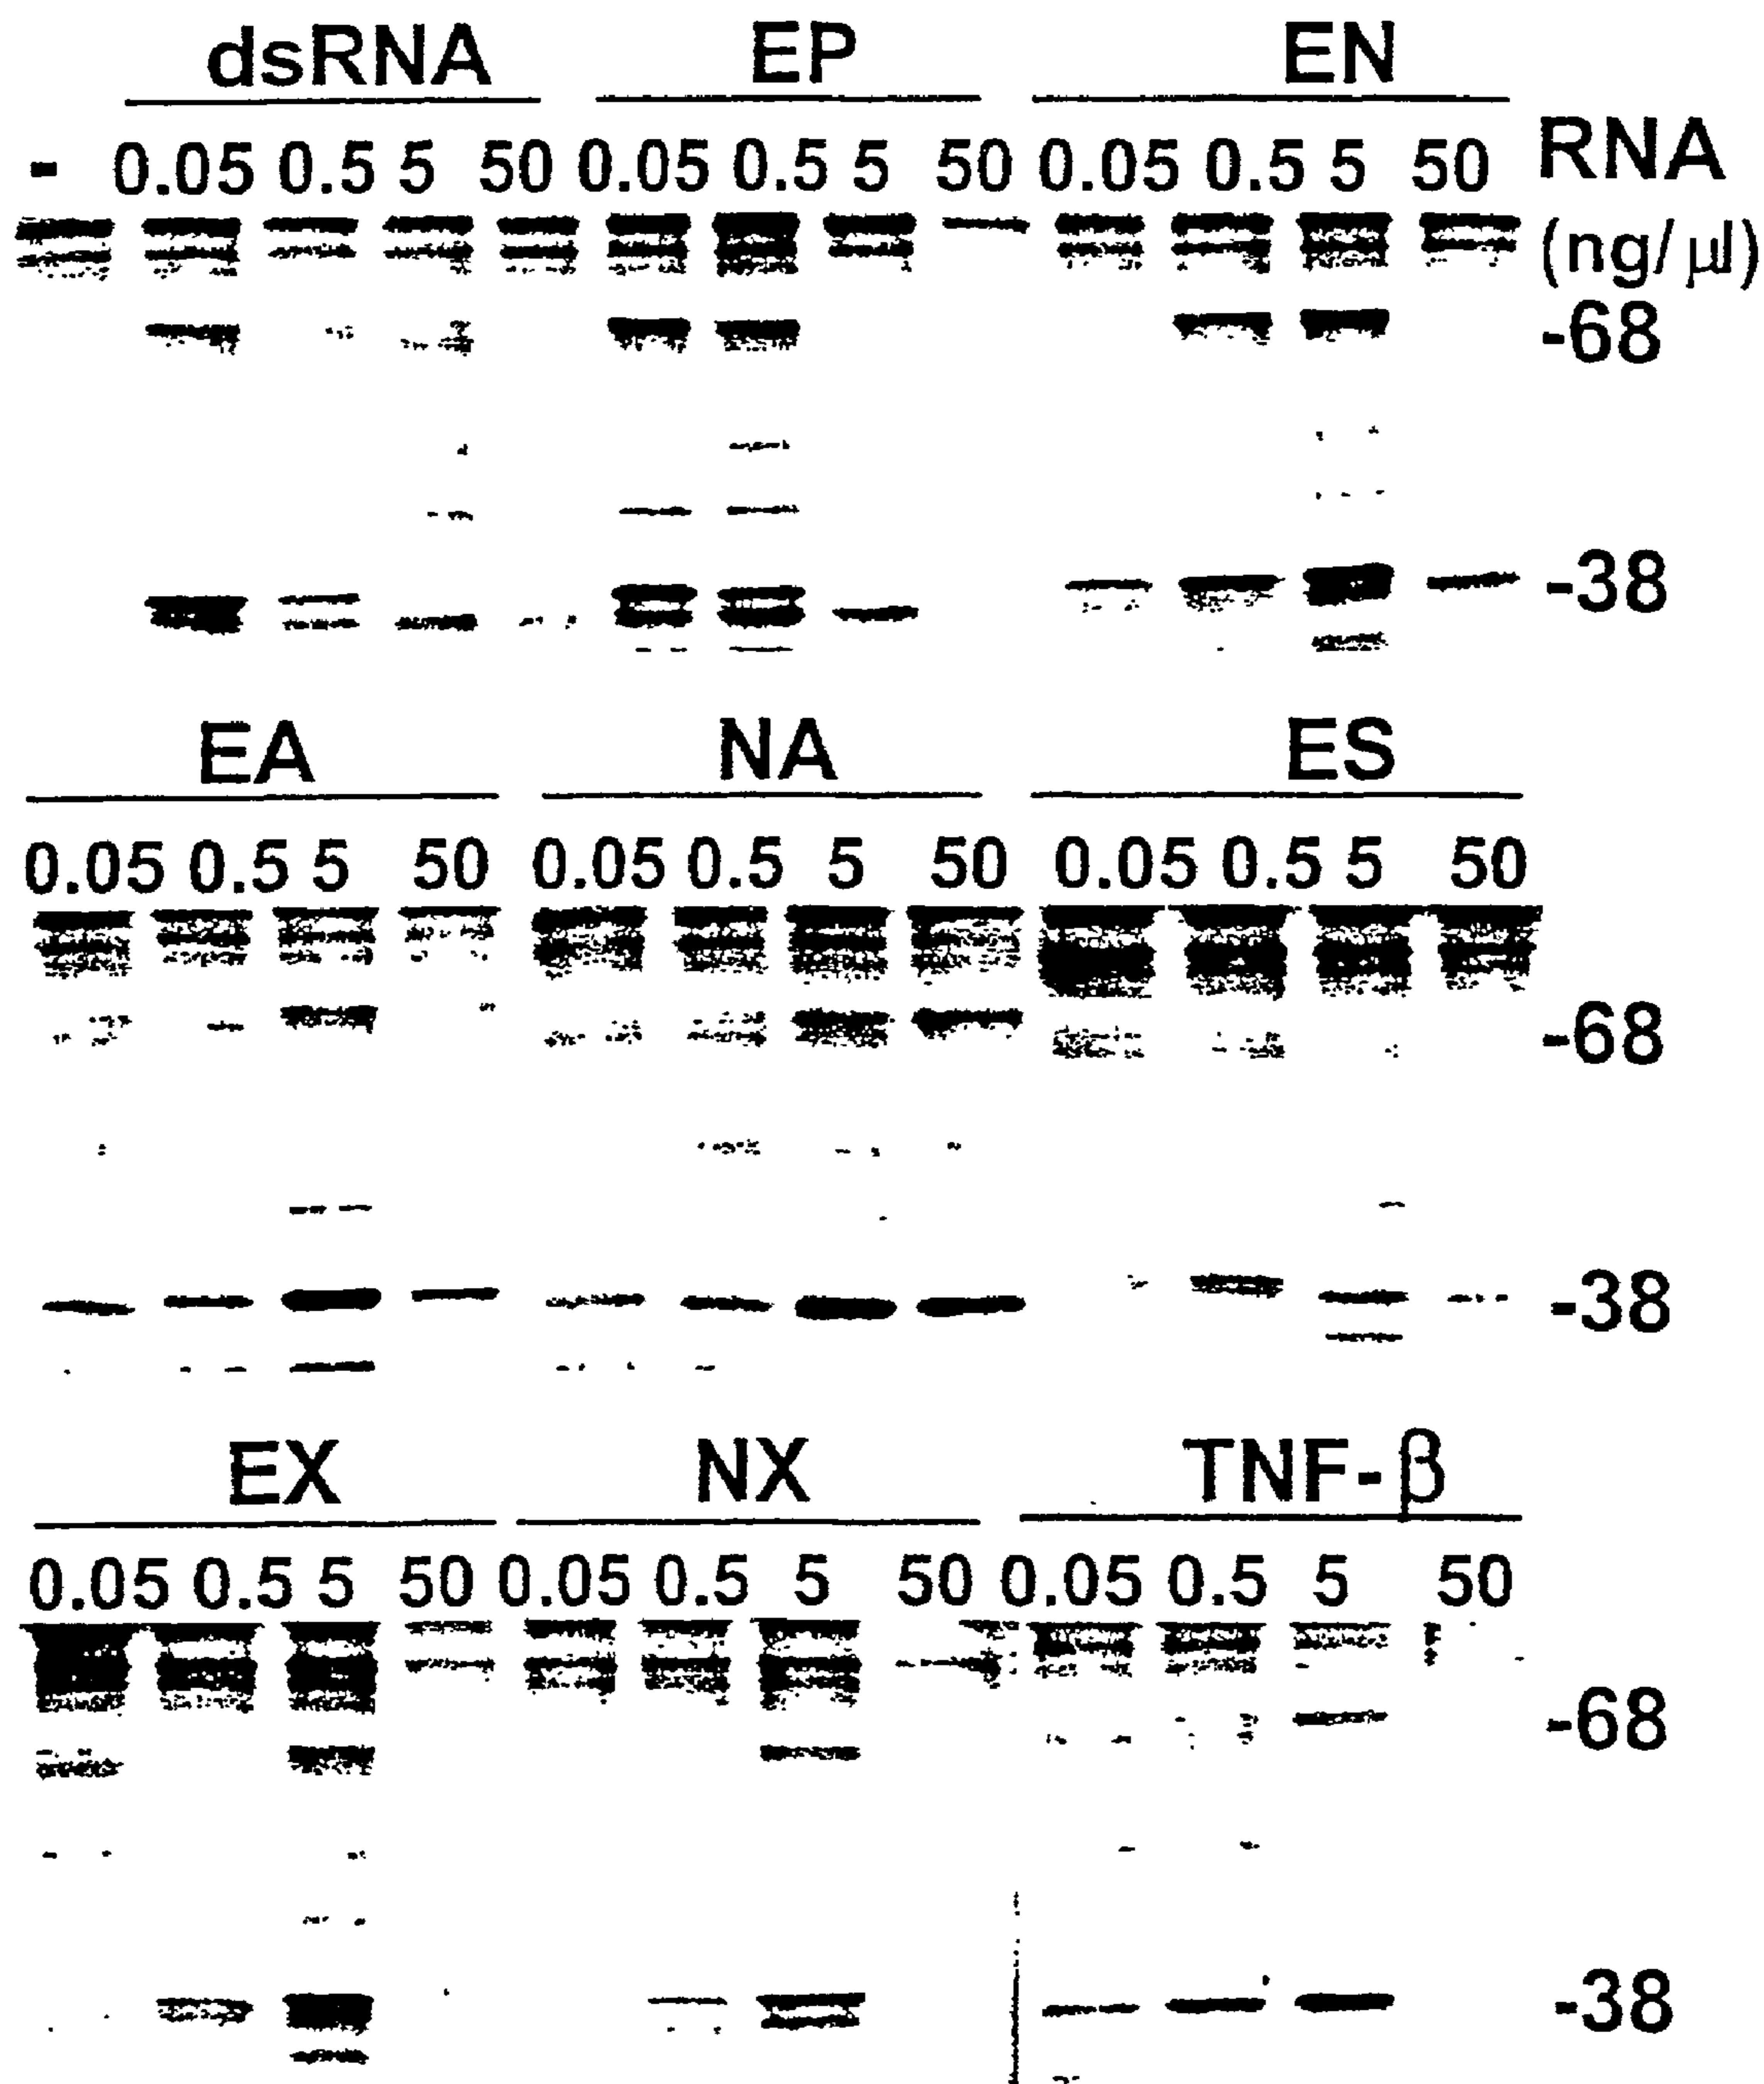 dsRNA EP EN
- 0.05 0.5 5 50 0.05 0.5 5 50 0.05 0.5 5 50 RNA
(ng/μl)
-68
-38
EA NA ES
0.05 0.5 5 50 0.05 0.5 5 50 0.05 0.5 5 50
-68
-38
EX NX TNF-β
0.05 0.5 5 50 0.05 0.5 5 50 0.05 0.5 5 50
-68
-38